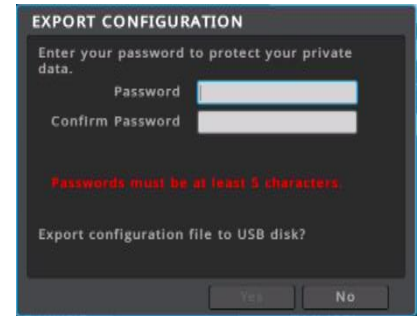 EXPORT CONFIGURATION
Enter your password to protect your private
data.
Password
Confirm Password
Passwords must be at least 5 characters.
Export configuration file to USB disk?
Yes
No